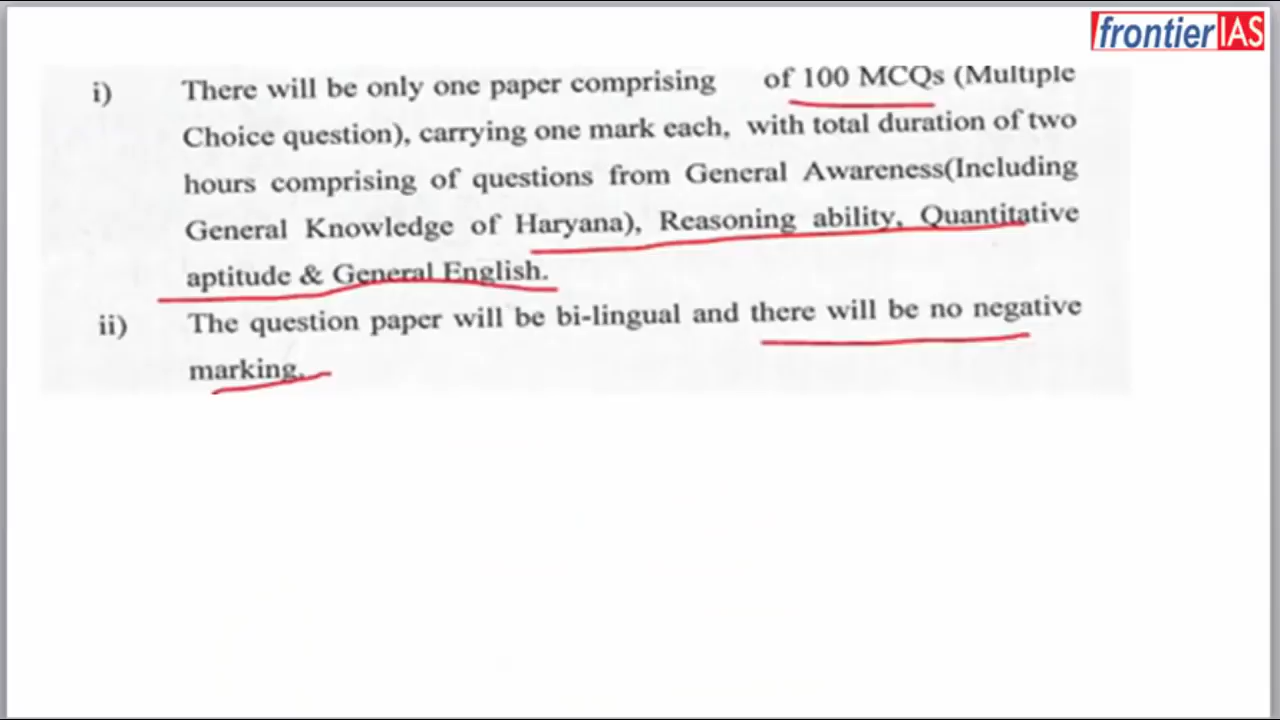 frontier IAS
i) There will be only one paper comprising of 100 MCQs (Multiple
Choice question), carrying one mark each, with total duration of two
hours comprising of questions from General Awareness(Including
General Knowledge of Haryana), Reasoning ability, Quantitative
aptitude & General English.
ii) The question paper will be bi-lingual and there will be no negative
marking.